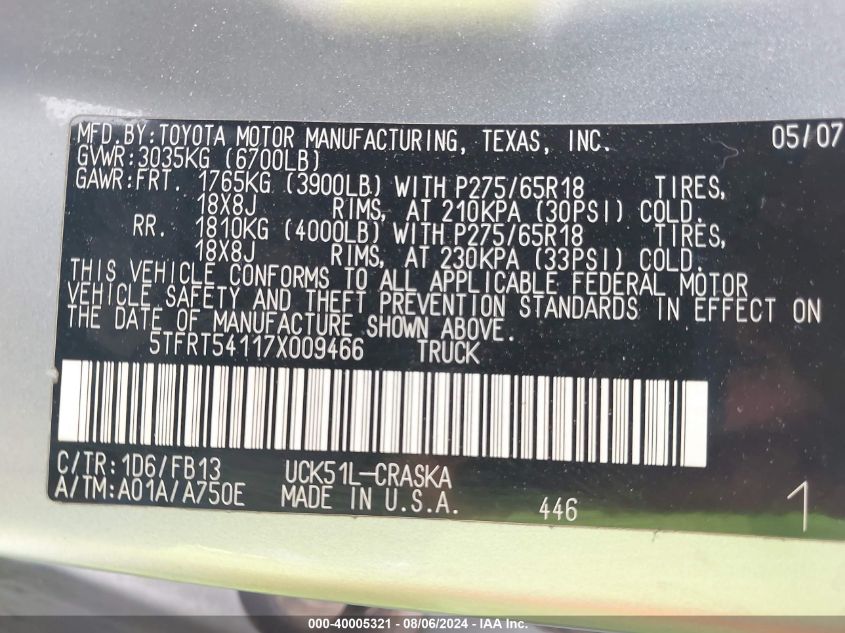 MFD.BY:TOYOTA MOTOR MANUFACTURING, TEXAS, INC. 05/07
GVWR:3035KG (6700LB)
GAWR:FRT. 1765KG (3900LB) WITH P275/65R18 TIRES,
18X8J RIMS, AT 210KPA (30PSI) COLD.
RR. 1810KG (4000LB) WITH P275/65R18 TIRES,
18X8J RIMS, AT 230KPA (33PSI) COLD.
THIS VEHICLE CONFORMS TO ALL APPLICABLE FEDERAL MOTOR
VEHICLE SAFETY AND THEFT PREVENTION STANDARDS IN EFFECT ON
THE DATE OF MANUFACTURE SHOWN ABOVE.
5TFRT54117X009466 TRUCK
C/TR:1D6/FB13 UCK51L-CRASKA
A/TM:A01A/A750E MADE IN U.S.A. 446 1
000-40005321 - 08/06/2024 - IAA Inc.